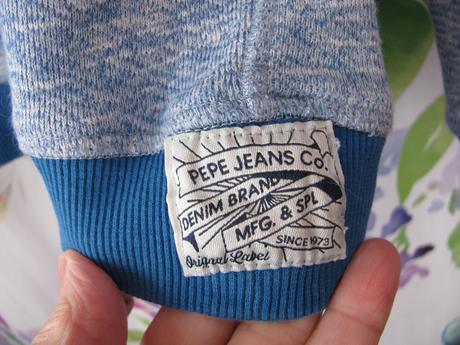 PEPE JEANS Co.
DENIM BRAND
MFG. & SPL
SINCE 1973
Original Label